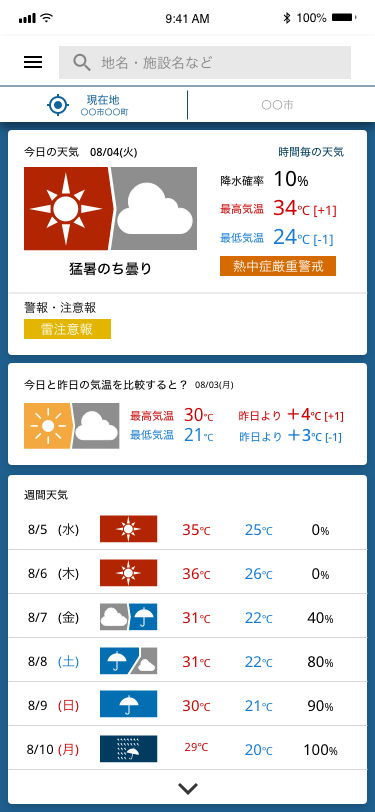 9:41 AM 100%
地名・施設名など
現在地
〇〇市〇〇町
〇〇市
今日の天気 08/04(火) 時間毎の天気
降水確率 10%
最高気温 34℃ [+1]
最低気温 24℃ [-1]
猛暑のち曇り
熱中症厳重警戒
警報・注意報
雷注意報
今日と昨日の気温を比較すると? 08/03(月)
最高気温 30℃ 昨日より +4℃ [+1]
最低気温 21℃ 昨日より +3℃ [-1]
週間天気
8/5 (水) 35℃ 25℃ 0%
8/6 (木) 36℃ 26℃ 0%
8/7 (金) 31℃ 22℃ 40%
8/8 (土) 31℃ 22℃ 80%
8/9 (日) 30℃ 21℃ 90%
8/10 (月) 29℃ 20℃ 100%